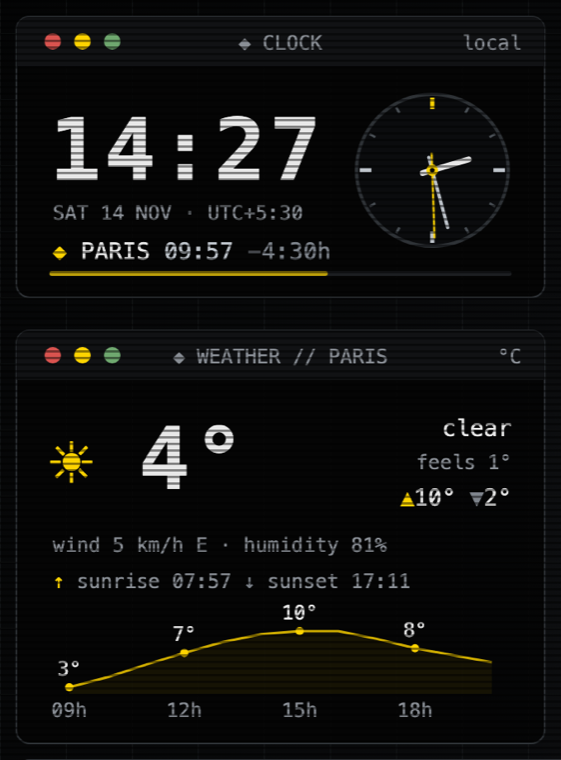 ◆ CLOCK local
14:27
SAT 14 NOV · UTC+5:30
◆ PARIS 09:57 −4:30h
◆ WEATHER // PARIS °C
4°
clear
feels 1°
▲10° ▼2°
wind 5 km/h E · humidity 81%
↑ sunrise 07:57 ↓ sunset 17:11
3° 7° 10° 8°
09h 12h 15h 18h